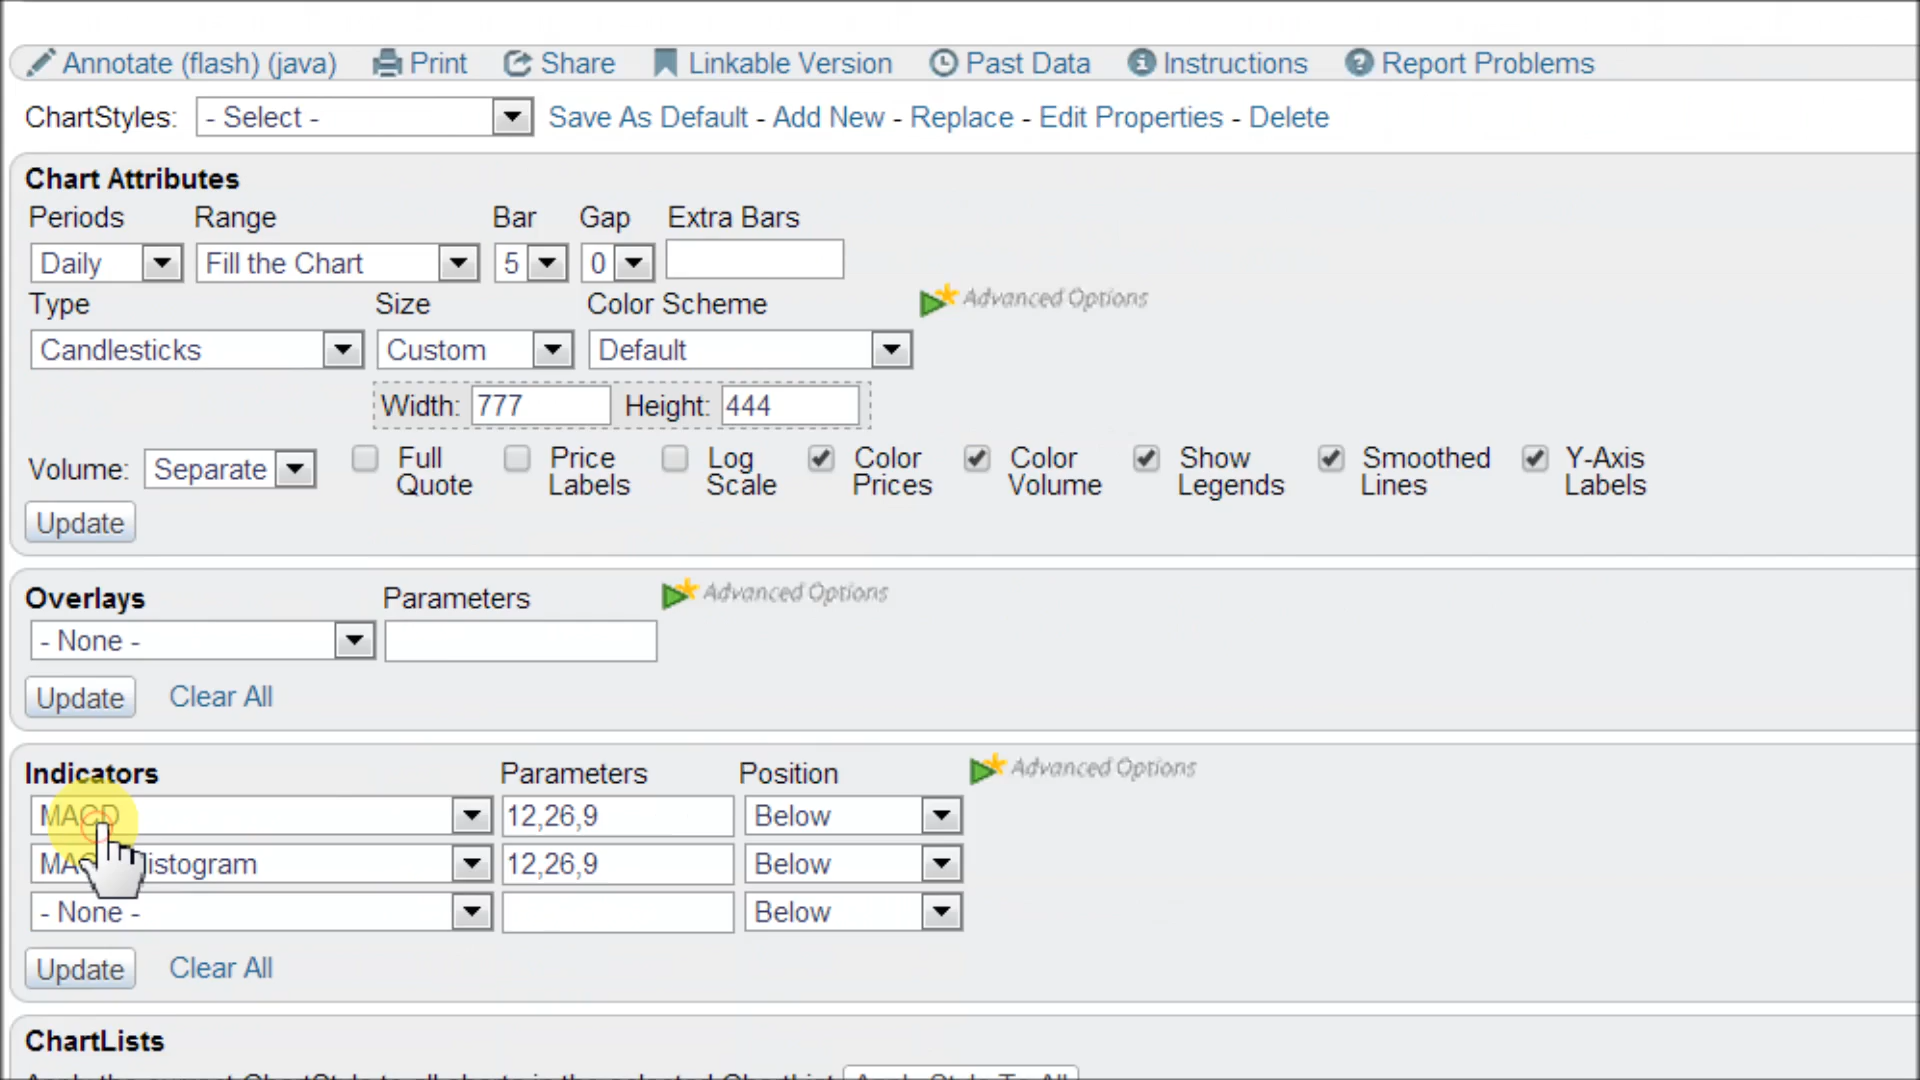 Annotate (flash) (java) Print Share Linkable Version Past Data Instructions Report Problems
ChartStyles: - Select - Save As Default - Add New - Replace - Edit Properties - Delete
Chart Attributes
Periods Range Bar Gap Extra Bars
Daily Fill the Chart 5 0
Type Size Color Scheme Advanced Options
Candlesticks Custom Default
Width: 777 Height: 444
Volume: Separate Full Quote Price Labels Log Scale Color Prices Color Volume Show Legends Smoothed Lines Y-Axis Labels
Update
Overlays Parameters Advanced Options
- None -
Update Clear All
Indicators Parameters Position Advanced Options
MACD 12,26,9 Below
istogram 12,26,9 Below
- None - Below
Update Clear All
ChartLists